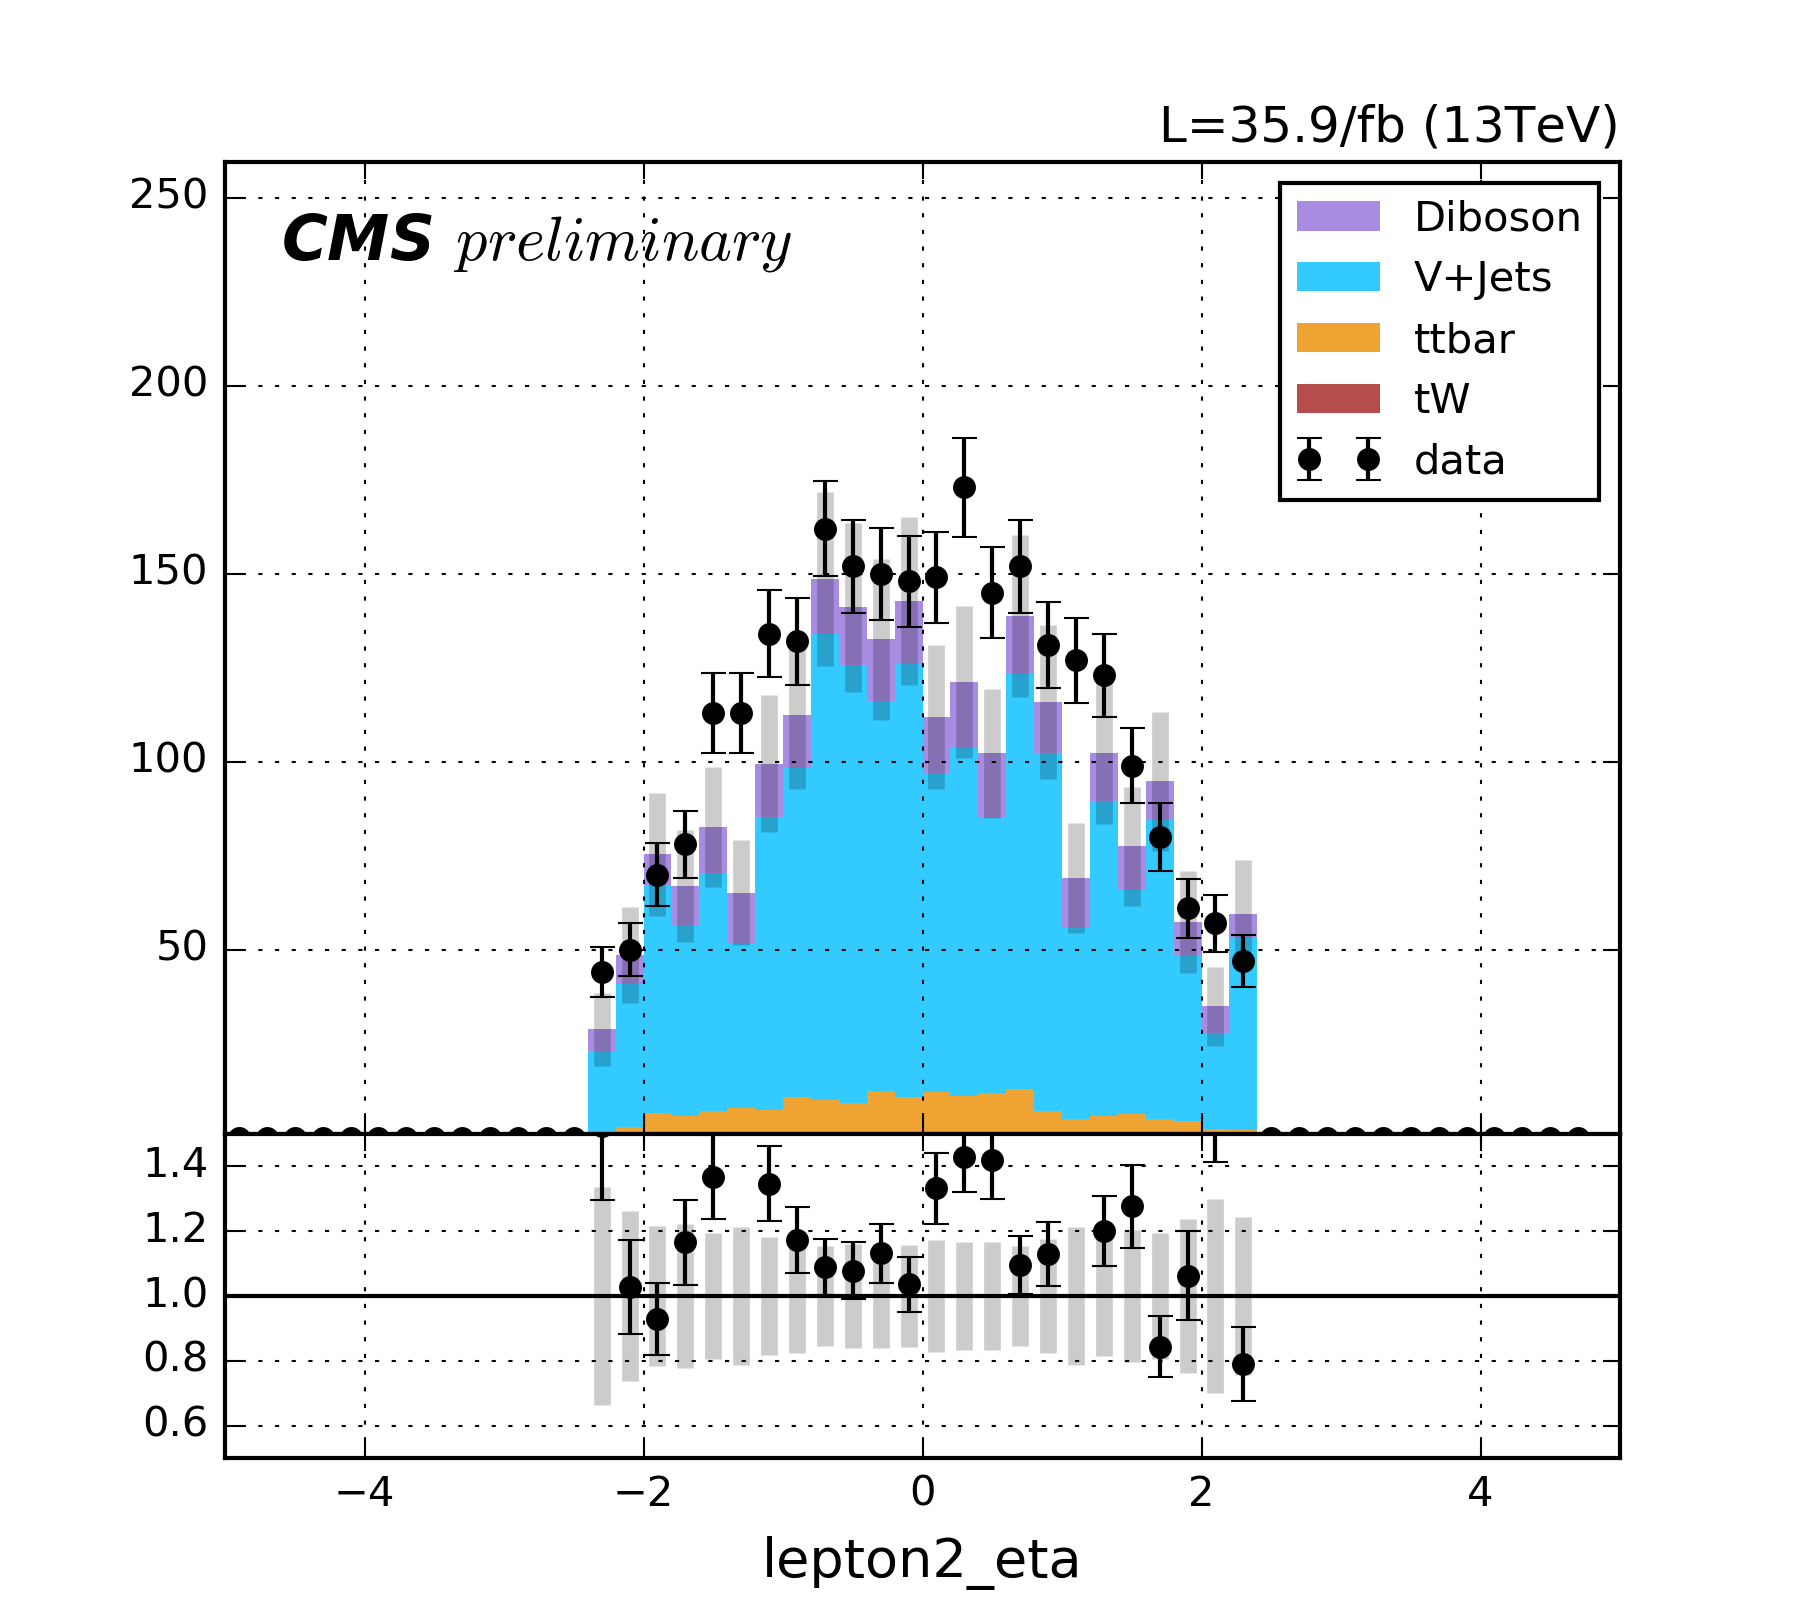 L=35.9/fb (13TeV)
CMS preliminary
250
200
150
100
50
Diboson
V+Jets
ttbar
tW
data
1.4
1.2
1.0
0.8
0.6
−4 −2 0 2 4
lepton2_eta